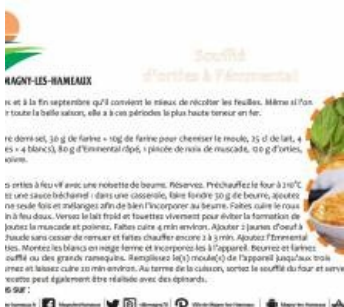 MAGNY-LES-HAMEAUX
Soufflé
d'orties à l'Emmental
et à la fin septembre qu'il convient le mieux de récolter les feuilles. Même si l'on
r toute la belle saison, elle a à ces périodes la plus haute teneur en fer.
re demi-sel, 30 g de farine + 10g de farine pour chemiser le moule, 25 cl de lait, 4
es + 4 blancs), 80 g d'Emmental râpé, 1 pincée de noix de muscade, 120 g d'orties,
poivre.
s orties à feu vif avec une noisette de beurre. Réservez. Préchauffez le four à 210°C
ez une sauce béchamel : dans une casserole, faire fondre 30 g de beurre, ajoutez
ne seule fois et mélangez afin de bien l'incorporer au beurre. Faites cuire le roux
in à feu doux. Versez le lait froid et fouettez vivement pour éviter la formation de
joutez la muscade et poivrez. Faites cuire 4 min environ. Ajoutez 2 jaunes d'oeuf à
chaude sans cesser de remuer et faites chauffer encore 2 à 3 min. Ajoutez l'Emmental
ties. Montez les blancs en neige ferme et incorporez-les à l'appareil. Beurrez et farinez
oufflé ou des grands ramequins. Remplissez le(s) moule(s) de l'appareil jusqu'aux trois
urnez et laissez cuire 20 min environ. Au terme de la cuisson, sortez le soufflé du four et serve
recette peut également être réalisée avec des épinards.
s sur :